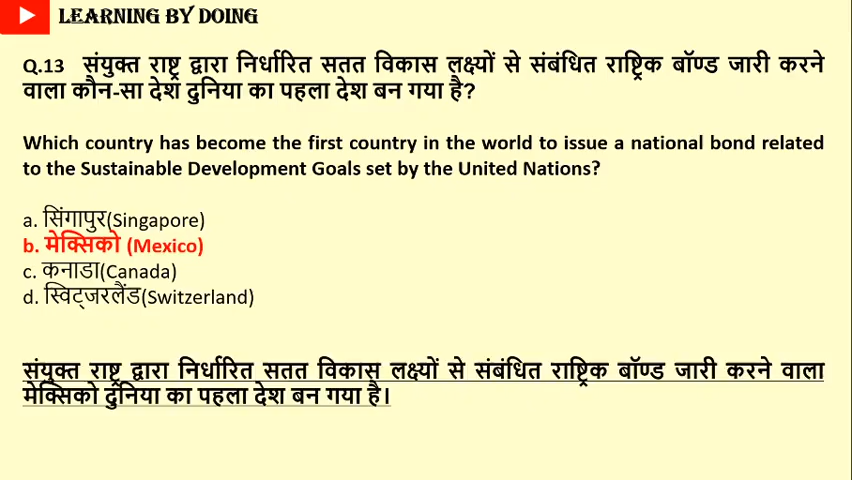 LEARNING BY DOING
Q.13 संयुक्त राष्ट्र द्वारा निर्धारित सतत विकास लक्ष्यों से संबंधित राष्ट्रिक बॉण्ड जारी करने
वाला कौन-सा देश दुनिया का पहला देश बन गया है?
Which country has become the first country in the world to issue a national bond related
to the Sustainable Development Goals set by the United Nations?
a. सिंगापुर(Singapore)
b. मेक्सिको (Mexico)
c. कनाडा(Canada)
d. स्विट्जरलैंड(Switzerland)
संयुक्त राष्ट्र द्वारा निर्धारित सतत विकास लक्ष्यों से संबंधित राष्ट्रिक बॉण्ड जारी करने वाला
मेक्सिको दुनिया का पहला देश बन गया है।